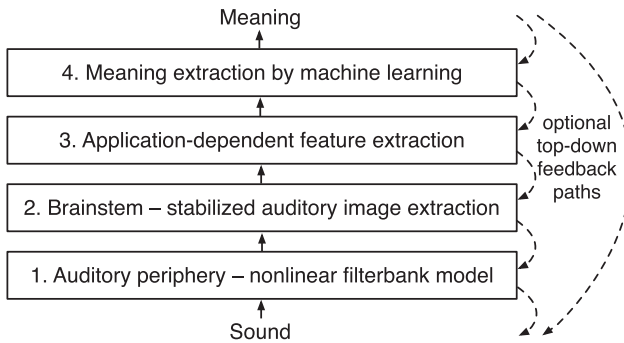 Meaning
4. Meaning extraction by machine learning
3. Application-dependent feature extraction
optional
top-down
feedback
paths
2. Brainstem – stabilized auditory image extraction
1. Auditory periphery – nonlinear filterbank model
Sound